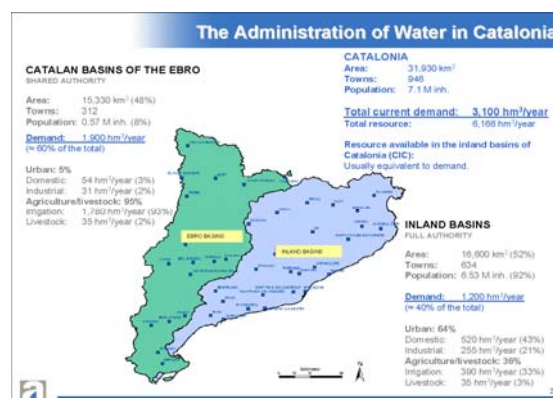 The Administration of Water in Catalonia
CATALAN BASINS OF THE EBRO
SHARED AUTHORITY
Area: 15,330 km² (48%)
Towns: 312
Population: 0.57 M inh. (8%)
Demand: 1,900 hm³/year
(≈ 60% of the total)
Urban: 5%
Domestic: 54 hm³/year (3%)
Industrial: 31 hm³/year (2%)
Agriculture/livestock: 95%
Irrigation: 1,780 hm³/year (93%)
Livestock: 35 hm³/year (2%)
CATALONIA
Area: 31,930 km²
Towns: 946
Population: 7.1 M inh.
Total current demand: 3,100 hm³/year
Total resource: 6,166 hm³/year
Resource available in the inland basins of
Catalonia (CIC):
Usually equivalent to demand.
EBRO BASINS
INLAND BASINS
INLAND BASINS
FULL AUTHORITY
Area: 16,600 km² (52%)
Towns: 634
Population: 6.53 M inh. (92%)
Demand: 1,200 hm³/year
(≈ 40% of the total)
Urban: 64%
Domestic: 520 hm³/year (43%)
Industrial: 255 hm³/year (21%)
Agriculture/livestock: 36%
Irrigation: 390 hm³/year (33%)
Livestock: 35 hm³/year (3%)